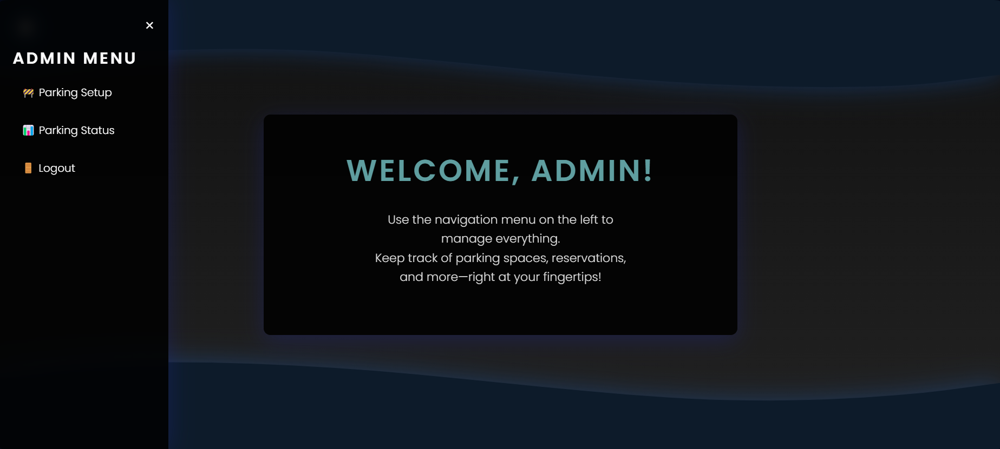 ×
ADMIN MENU
🚧 Parking Setup
📊 Parking Status
🚪 Logout
WELCOME, ADMIN!
Use the navigation menu on the left to
manage everything.
Keep track of parking spaces, reservations,
and more—right at your fingertips!